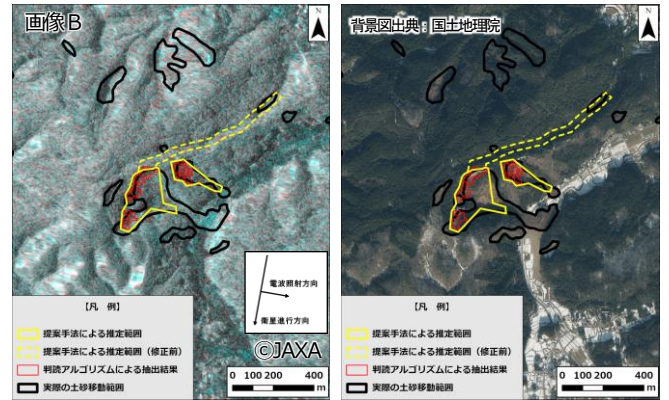 画像B
N
電波照射方向
衛星進行方向
【凡 例】
提案手法による推定範囲
提案手法による推定範囲（修正前）
判読アルゴリズムによる抽出結果
実際の土砂移動範囲
©JAXA
0 100 200 400
m
背景図出典：国土地理院
N
【凡 例】
提案手法による推定範囲
提案手法による推定範囲（修正前）
判読アルゴリズムによる抽出結果
実際の土砂移動範囲
0 100 200 400
m